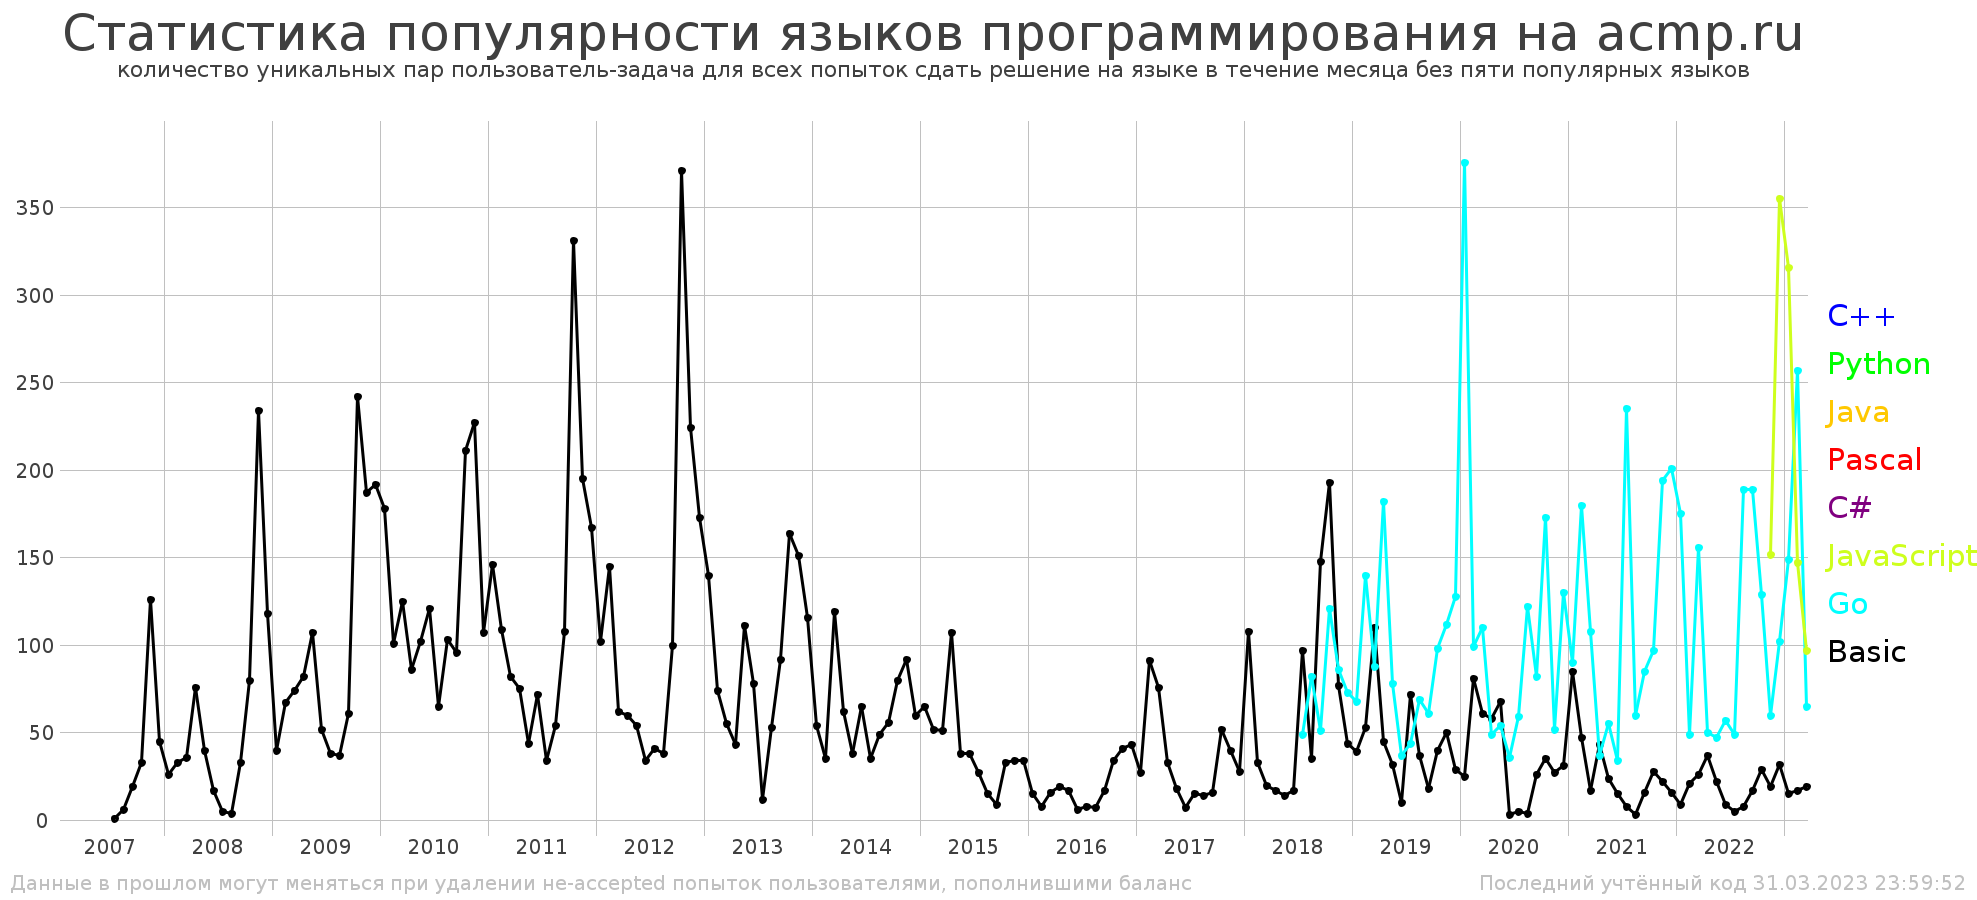 Статистика популярности языков программирования на acmp.ru
количество уникальных пар пользователь-задача для всех попыток сдать решение на языке в течение месяца без пяти популярных языков
350
300
250
200
150
100
50
0
C++
Python
Java
Pascal
C#
JavaScript
Go
Basic
2007 2008 2009 2010 2011 2012 2013 2014 2015 2016 2017 2018 2019 2020 2021 2022
Данные в прошлом могут меняться при удалении не-accepted попыток пользователями, пополнившими баланс
Последний учтённый код 31.03.2023 23:59:52